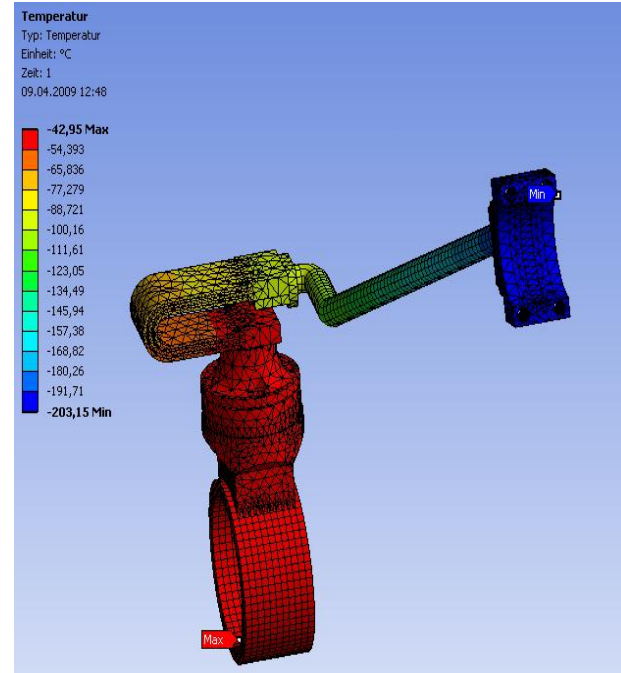 Temperatur
Typ: Temperatur
Einheit: °C
Zeit: 1
09.04.2009 12:48
-42,95 Max
-54,393
-65,836
-77,279
-88,721
-100,16
-111,61
-123,05
-134,49
-145,94
-157,38
-168,82
-180,26
-191,71
-203,15 Min
Min
Max